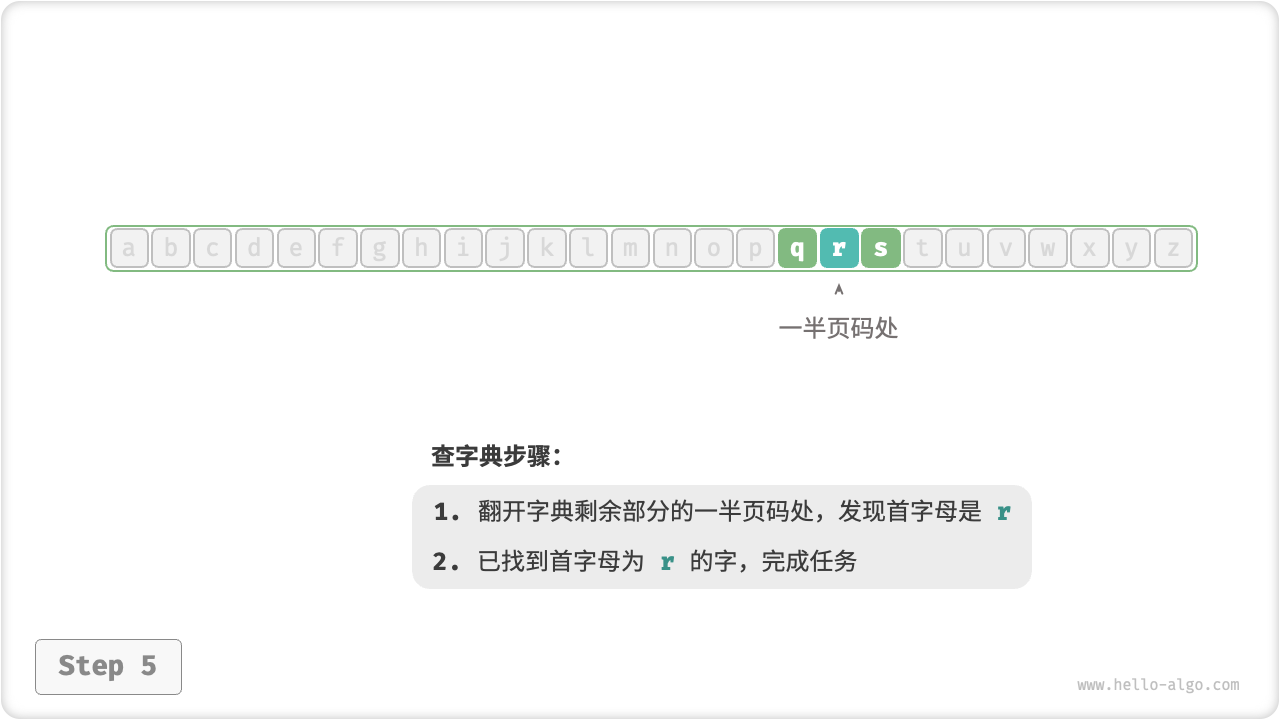 a b c d e f g h i j k l m n o p q r s t u v w x y z
一半页码处
查字典步骤：
1. 翻开字典剩余部分的一半页码处，发现首字母是 r
2. 已找到首字母为 r 的字，完成任务
Step 5
www.hello-algo.com